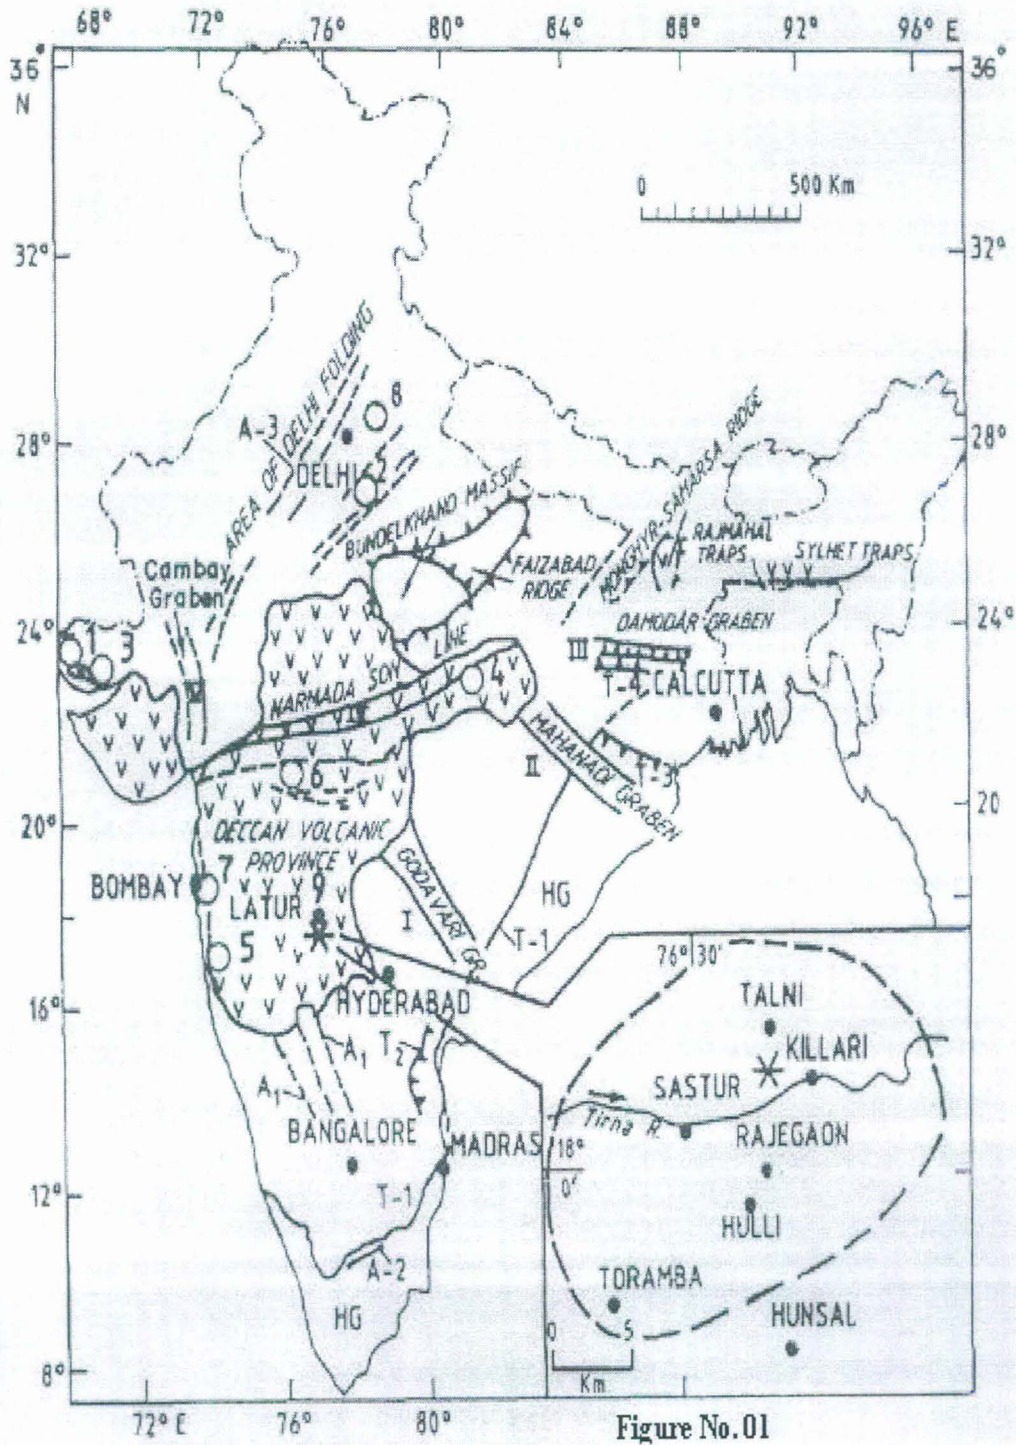 68° 72° 76° 80° 84° 88° 92° 96° E
36° 36°
N
0 500 Km
32° 32°
AREA OF DELHI FOLDING
8
A-3
28° 28°
DELHI
2
BUNDELKHAND MASSIF
MONGHYR-SAHARSA RIDGE
RAJMAHAL
TRAPS
SYLHET TRAPS
FAIZABAD
RIDGE
Cambay
Graben
24° 24°
DAMODAR GRABEN
III
1 3
IV
NARMADA SON LINE
4
T-4 CALCUTTA
MAHANADI GRABEN
II
T-3
6
20° 20
DECCAN VOLCANIC
PROVINCE
GODAVARI GR.
7
BOMBAY
9
LATUR
I
HG
T-1
5
HYDERABAD
16°
A1 T2
A1
BANGALORE
MADRAS
T-1
12°
A-2
HG
8°
72° E 76° 80°
76° 30'
TALNI
KILLARI
SASTUR
Tirna R.
RAJEGAON
18°
0'
HULLI
TORAMBA
HUNSAL
0 5
Km
Figure No.01